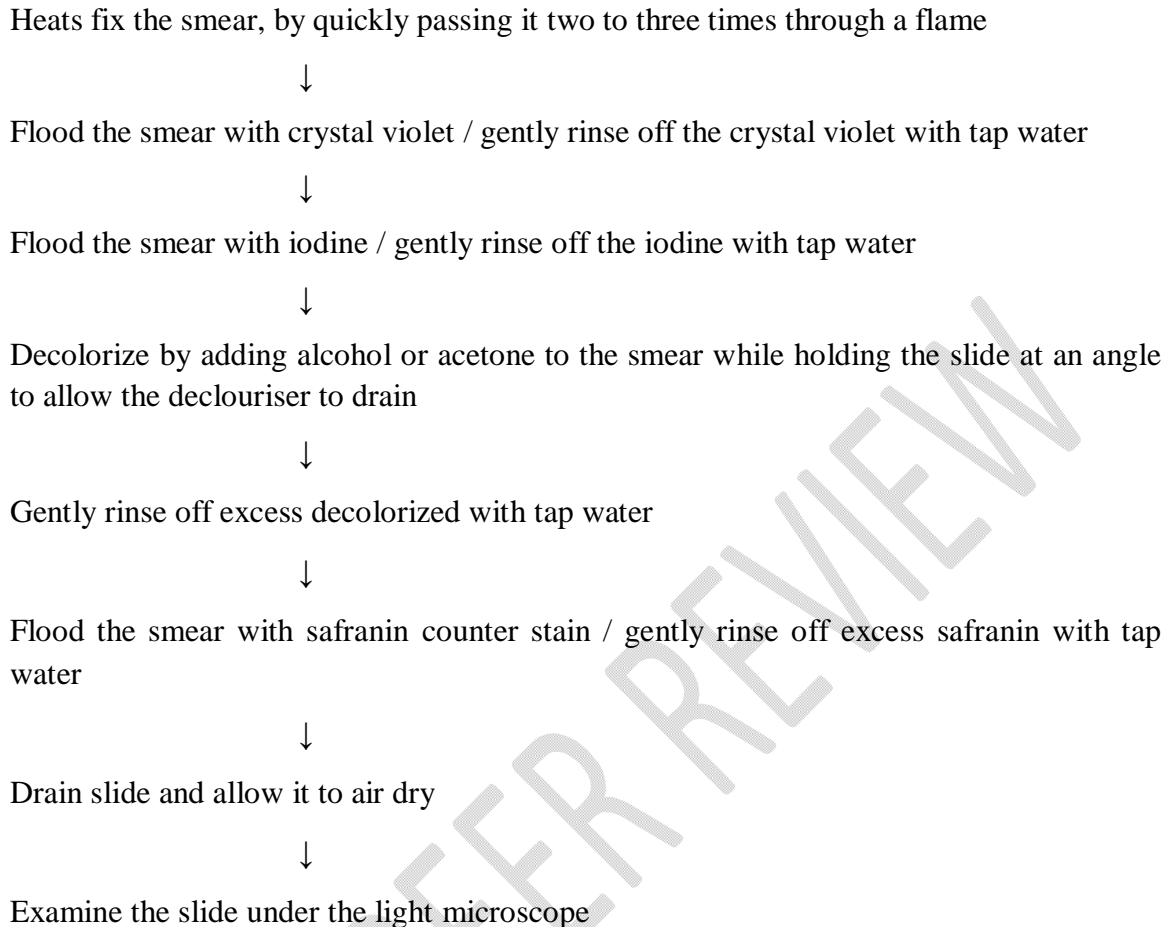 Heats fix the smear, by quickly passing it two to three times through a flame
↓
Flood the smear with crystal violet / gently rinse off the crystal violet with tap water
↓
Flood the smear with iodine / gently rinse off the iodine with tap water
↓
Decolorize by adding alcohol or acetone to the smear while holding the slide at an angle
to allow the declouriser to drain
↓
Gently rinse off excess decolorized with tap water
↓
Flood the smear with safranin counter stain / gently rinse off excess safranin with tap
water
↓
Drain slide and allow it to air dry
↓
Examine the slide under the light microscope
EER REVIEW